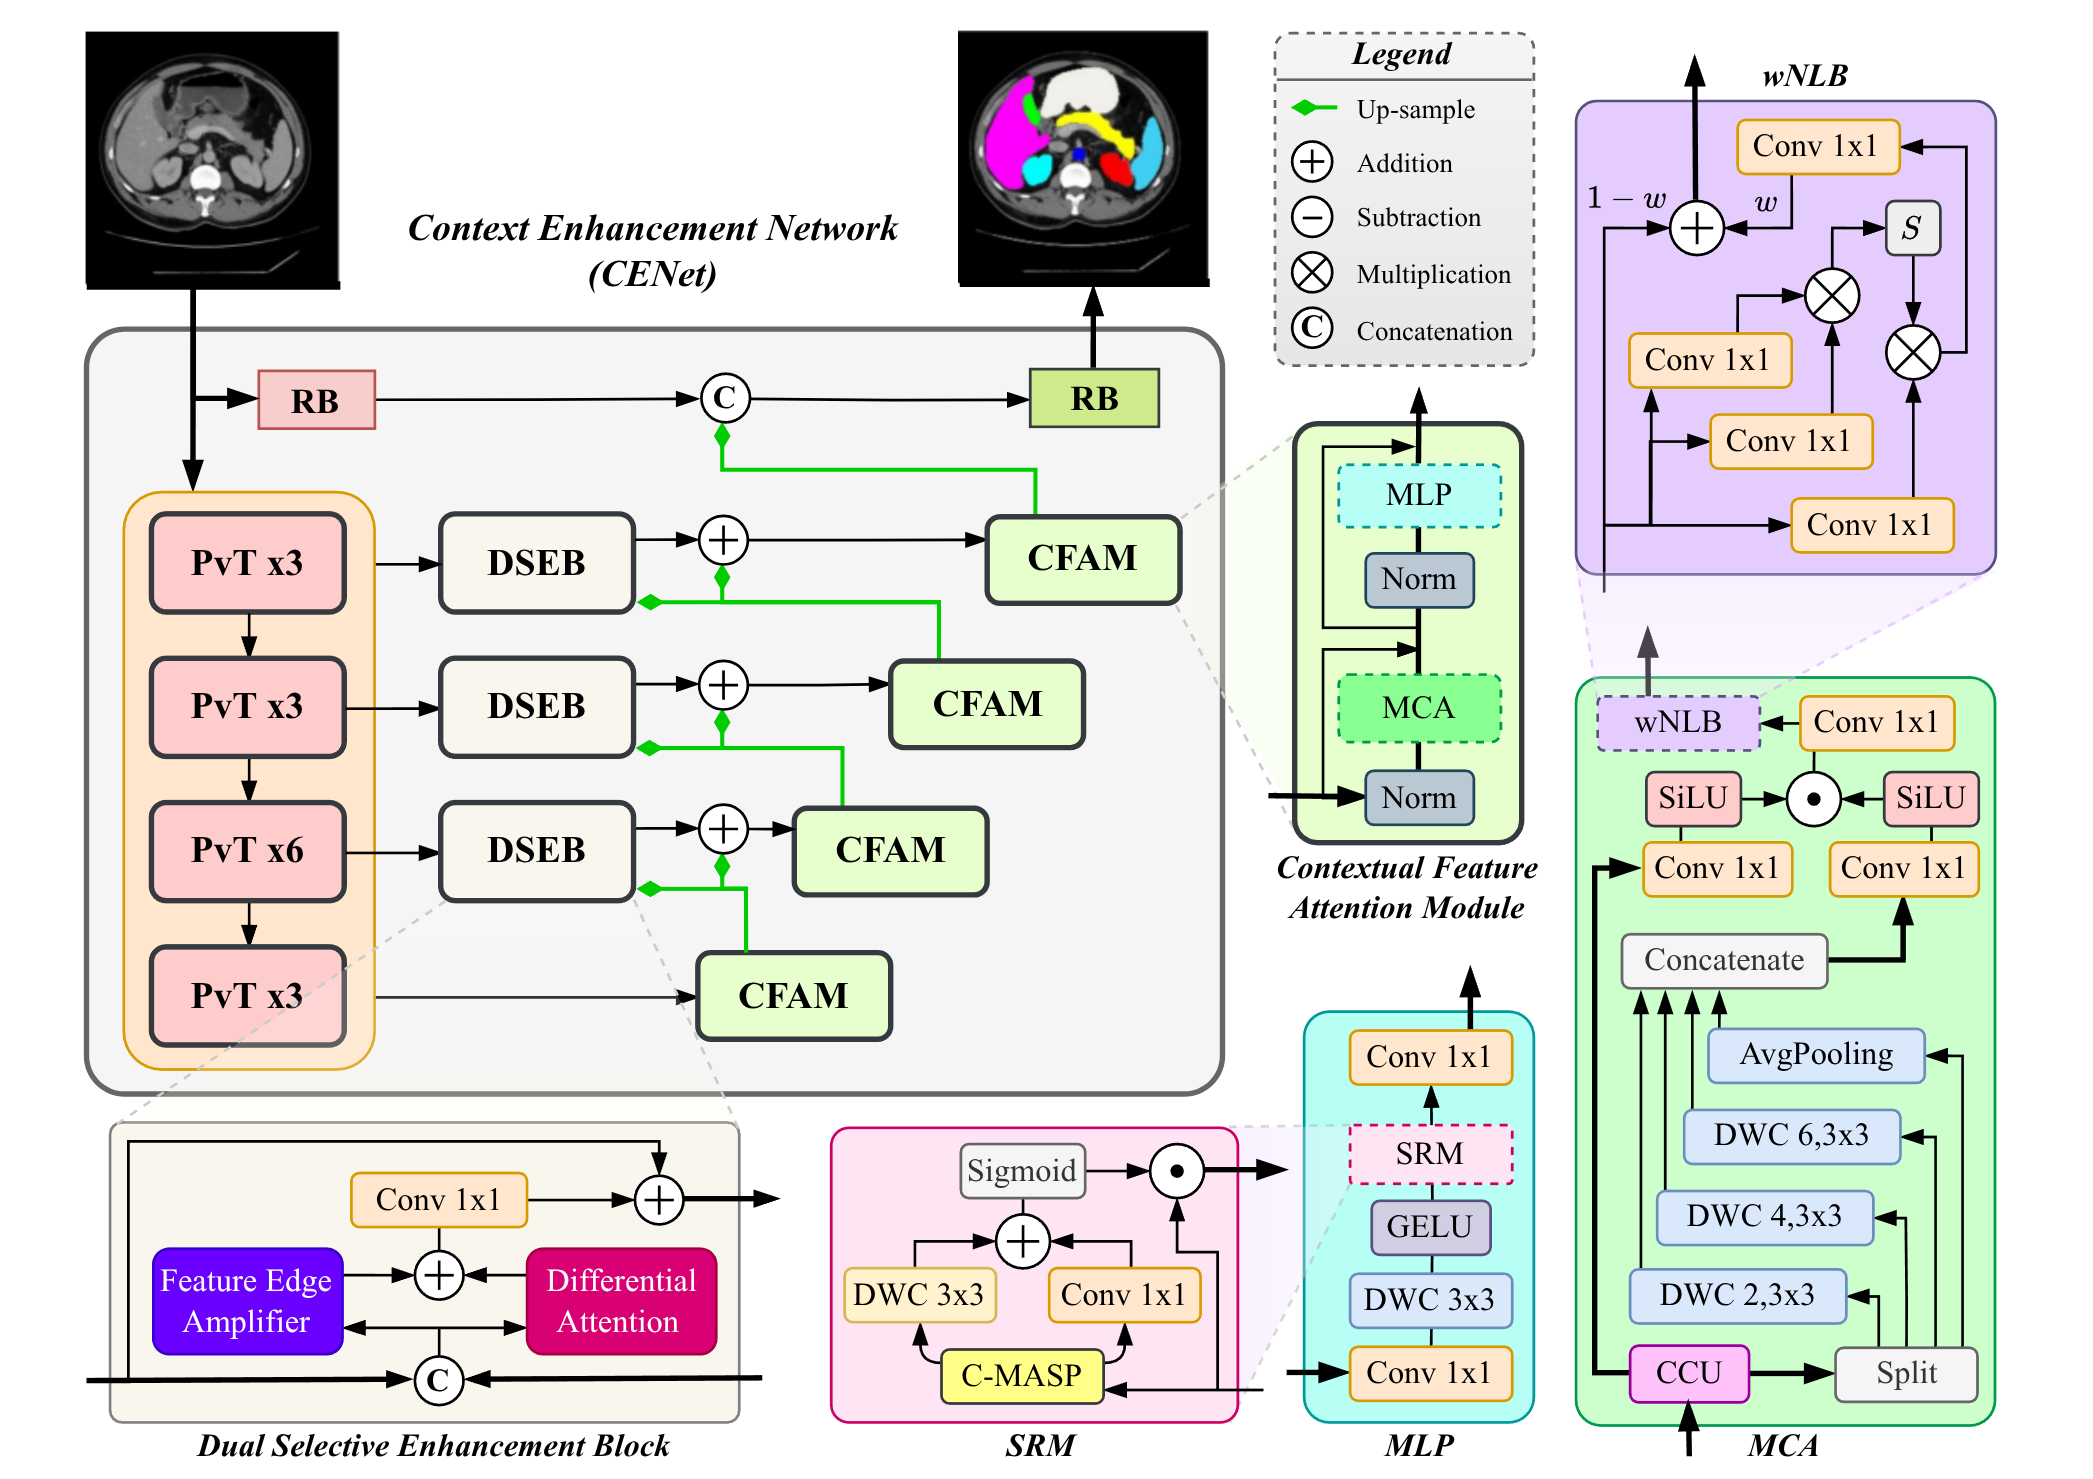 Context Enhancement Network
(CENet)
RB
C
RB
PvT x3
DSEB
CFAM
PvT x3
DSEB
CFAM
PvT x6
DSEB
CFAM
PvT x3
CFAM
Legend
Up-sample
Addition
Subtraction
Multiplication
C
Concatenation
MLP
Norm
MCA
Norm
Contextual Feature
Attention Module
wNLB
Conv 1x1
1 − w
w
S
Conv 1x1
Conv 1x1
Conv 1x1
wNLB
Conv 1x1
SiLU
SiLU
Conv 1x1
Conv 1x1
Concatenate
AvgPooling
DWC 6,3x3
DWC 4,3x3
DWC 2,3x3
CCU
Split
MCA
Conv 1x1
Feature Edge
Amplifier
Differential
Attention
C
Dual Selective Enhancement Block
Sigmoid
DWC 3x3
Conv 1x1
C-MASP
SRM
Conv 1x1
SRM
GELU
DWC 3x3
Conv 1x1
MLP